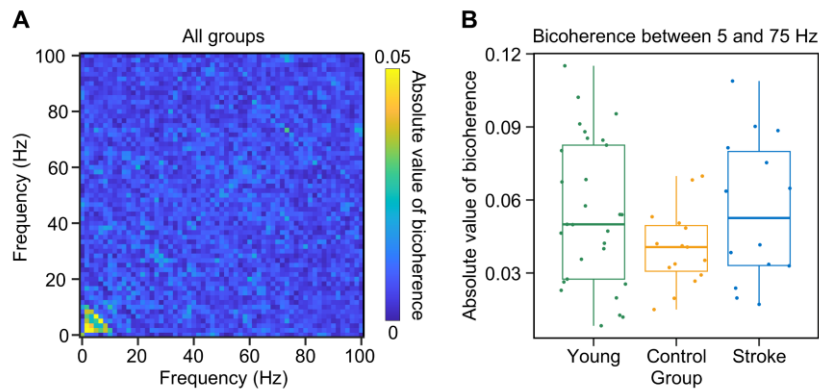 A
All groups
100
80
60
40
20
0
Frequency (Hz)
0
20
40
60
80
100
Frequency (Hz)
0.05
0
Absolute value of bicoherence
B
Bicoherence between 5 and 75 Hz
0.12
0.09
0.06
0.03
Absolute value of bicoherence
Young
Control
Stroke
Group